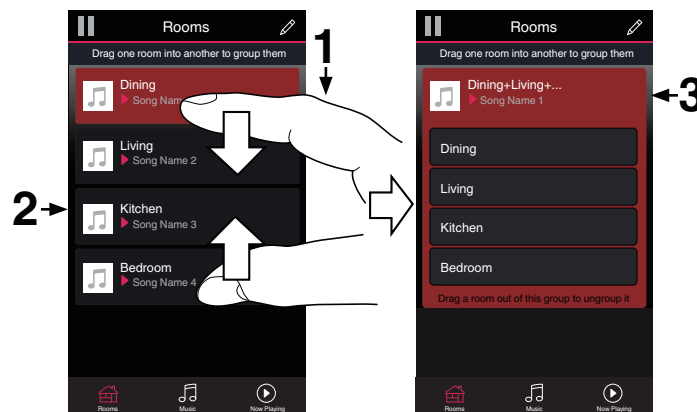 Rooms
Drag one room into another to group them
1
Dining
Song Nam
Living
Song Name 2
2
Kitchen
Song Name 3
Bedroom
Song Name 4
Rooms
Music
Now Playing
Rooms
Drag one room into another to group them
Dining+Living+...
Song Name 1
3
Dining
Living
Kitchen
Bedroom
Drag a room out of this group to ungroup it
Rooms
Music
Now Playing